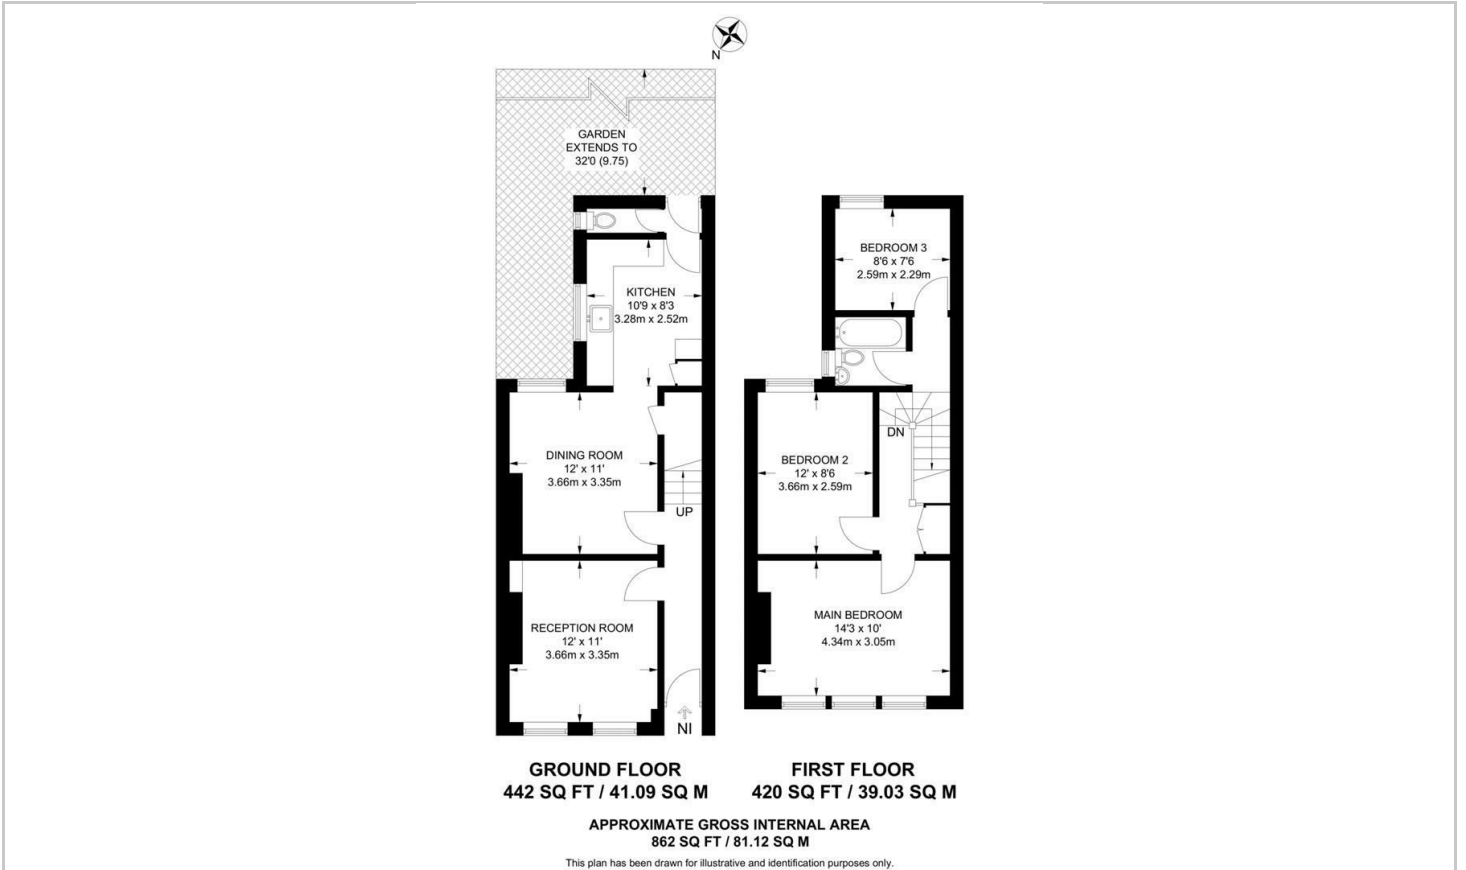 N
GARDEN
EXTENDS TO
32'0 (9.75)
KITCHEN
10'9 x 8'3
3.28m x 2.52m
DINING ROOM
12' x 11'
3.66m x 3.35m
UP
RECEPTION ROOM
12' x 11'
3.66m x 3.35m
NI
BEDROOM 3
8'6 x 7'6
2.59m x 2.29m
DN
BEDROOM 2
12' x 8'6
3.66m x 2.59m
MAIN BEDROOM
14'3 x 10'
4.34m x 3.05m
GROUND FLOOR
442 SQ FT / 41.09 SQ M
FIRST FLOOR
420 SQ FT / 39.03 SQ M
APPROXIMATE GROSS INTERNAL AREA
862 SQ FT / 81.12 SQ M
This plan has been drawn for illustrative and identification purposes only.